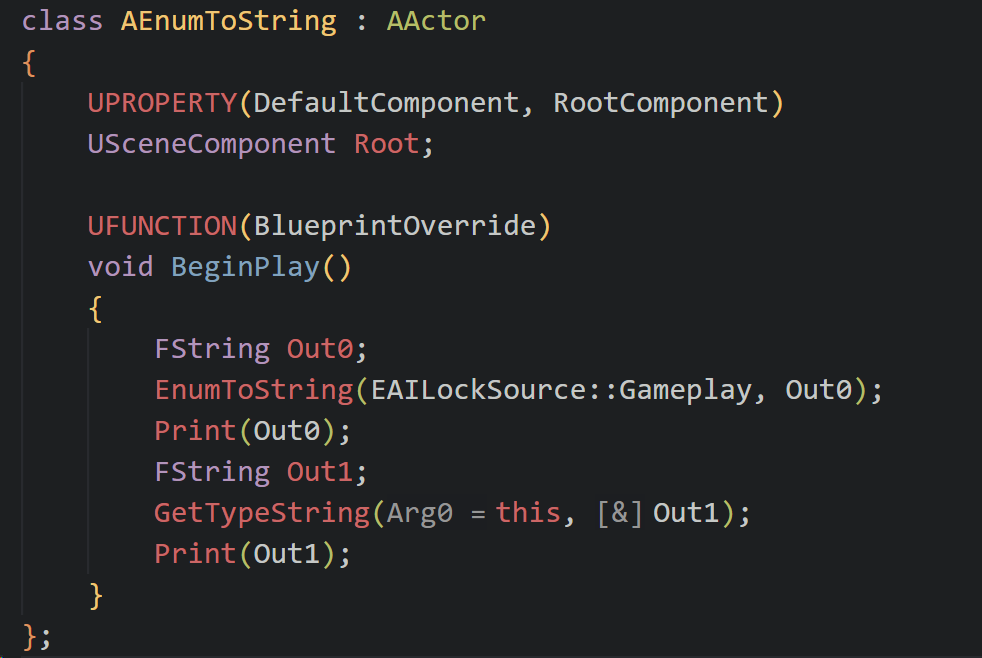 class AEnumToString : AActor
{
    UPROPERTY(DefaultComponent, RootComponent)
    USceneComponent Root;

    UFUNCTION(BlueprintOverride)
    void BeginPlay()
    {
        FString Out0;
        EnumToString(EAILockSource::Gameplay, Out0);
        Print(Out0);
        FString Out1;
        GetTypeString(Arg0 = this, [&] Out1);
        Print(Out1);
    }
};